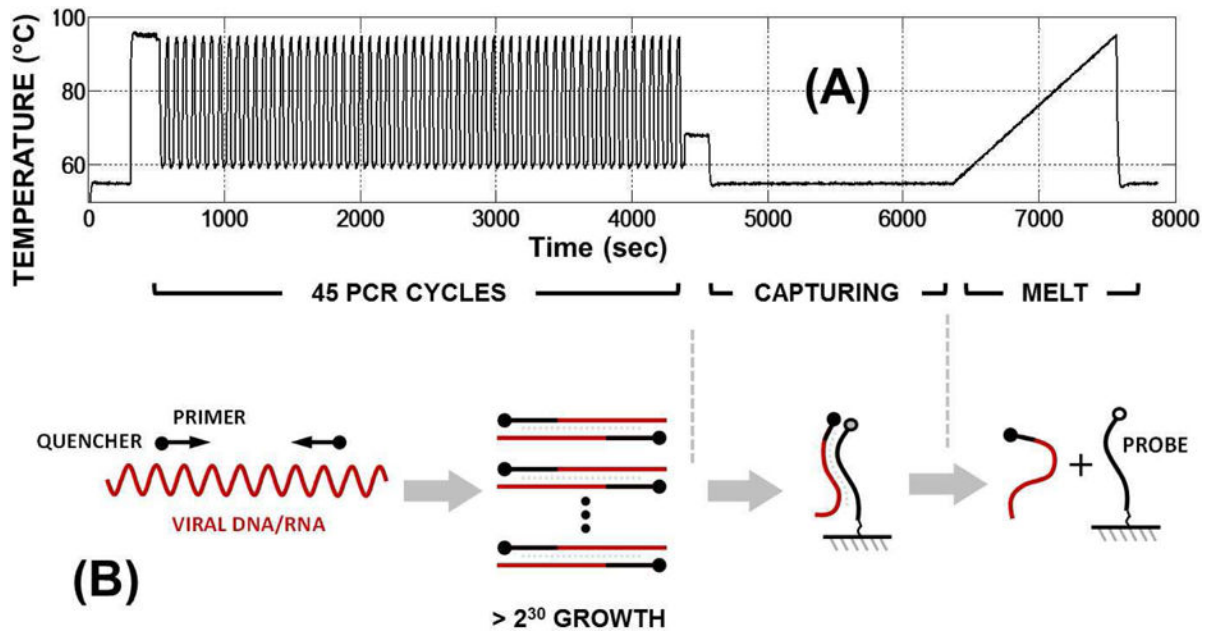 100
80
60
TEMPERATURE (°C)
(A)
0 1000 2000 3000 4000 5000 6000 7000 8000
Time (sec)
45 PCR CYCLES CAPTURING MELT
PRIMER
QUENCHER
PROBE
VIRAL DNA/RNA
+
(B)
> 2³⁰ GROWTH